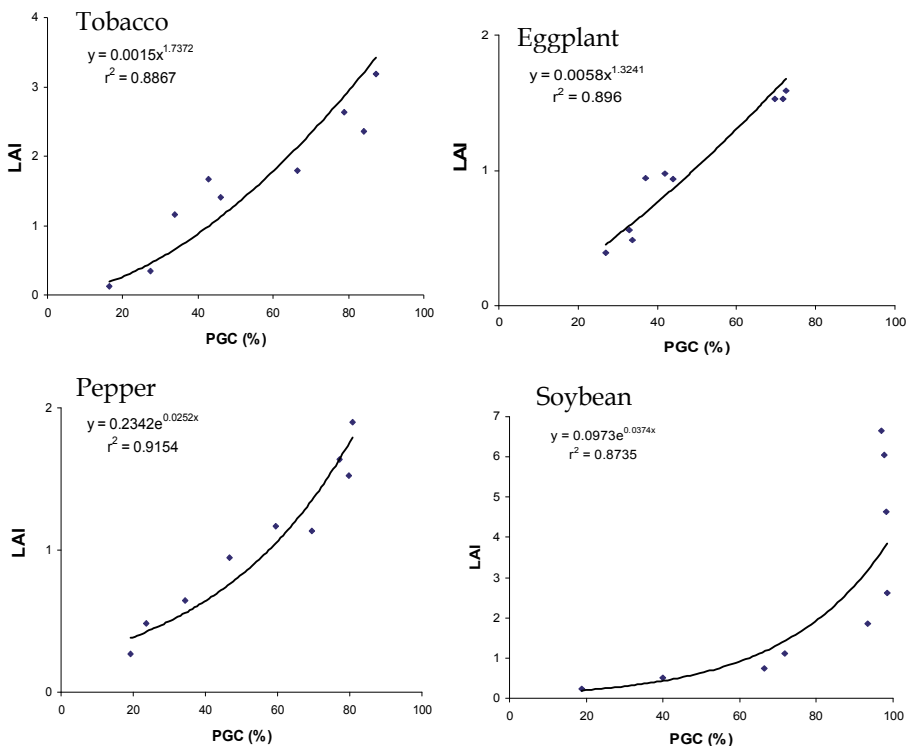 Tobacco
y = 0.0015x^1.7372
r² = 0.8867
4
3
2
1
0
LAI
0 20 40 60 80 100
PGC (%)
Eggplant
y = 0.0058x^1.3241
r² = 0.896
2
1
0
LAI
0 20 40 60 80 100
PGC (%)
Pepper
y = 0.2342e^0.0252x
r² = 0.9154
2
1
0
LAI
0 20 40 60 80 100
PGC (%)
Soybean
y = 0.0973e^0.0374x
r² = 0.8735
7
6
5
4
3
2
1
0
LAI
0 20 40 60 80 100
PGC (%)